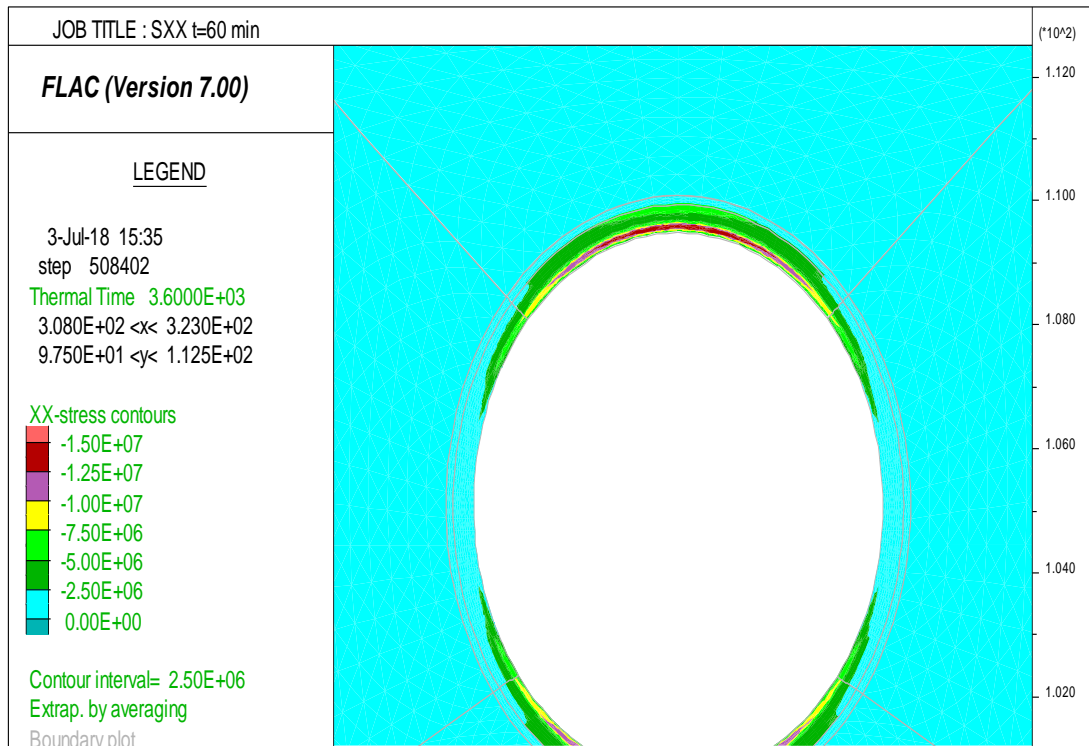 JOB TITLE : SXX t=60 min
(*10^2)
FLAC (Version 7.00)
LEGEND
3-Jul-18 15:35
step 508402
Thermal Time 3.6000E+03
3.080E+02 <x< 3.230E+02
9.750E+01 <y< 1.125E+02
XX-stress contours
-1.50E+07
-1.25E+07
-1.00E+07
-7.50E+06
-5.00E+06
-2.50E+06
0.00E+00
Contour interval= 2.50E+06
Extrap. by averaging
Boundary plot
1.120
1.100
1.080
1.060
1.040
1.020